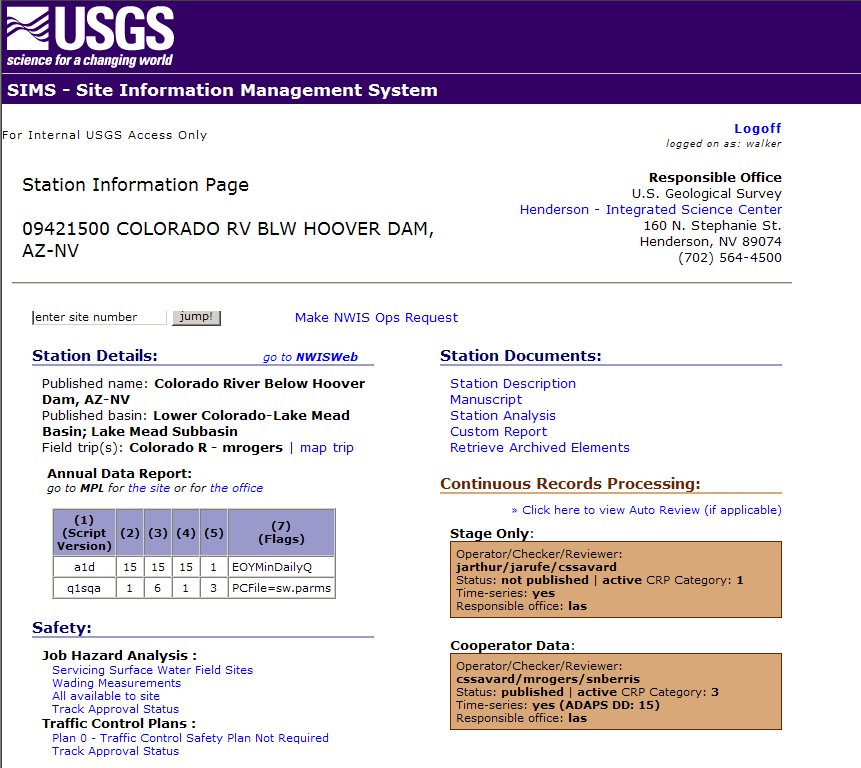 USGS
science for a changing world
SIMS - Site Information Management System
For Internal USGS Access Only
Logoff
logged on as: walker
Station Information Page
09421500 COLORADO RV BLW HOOVER DAM,
AZ-NV
Responsible Office
U.S. Geological Survey
Henderson - Integrated Science Center
160 N. Stephanie St.
Henderson, NV 89074
(702) 564-4500
enter site number jump! Make NWIS Ops Request
Station Details: go to NWISWeb
Published name: Colorado River Below Hoover
Dam, AZ-NV
Published basin: Lower Colorado-Lake Mead
Basin; Lake Mead Subbasin
Field trip(s): Colorado R - mrogers | map trip
Annual Data Report:
go to MPL for the site or for the office
(1)
(Script
Version) (2) (3) (4) (5) (7)
(Flags)
a1d 15 15 15 1 EOYMinDailyQ
q1sqa 1 6 1 3 PCFile=sw.parms
Safety:
Job Hazard Analysis :
Servicing Surface Water Field Sites
Wading Measurements
All available to site
Track Approval Status
Traffic Control Plans :
Plan 0 - Traffic Control Safety Plan Not Required
Track Approval Status
Station Documents:
Station Description
Manuscript
Station Analysis
Custom Report
Retrieve Archived Elements
Continuous Records Processing:
» Click here to view Auto Review (if applicable)
Stage Only:
Operator/Checker/Reviewer:
jarthur/jarufe/cssavard
Status: not published | active CRP Category: 1
Time-series: yes
Responsible office: las
Cooperator Data:
Operator/Checker/Reviewer:
cssavard/mrogers/snberris
Status: published | active CRP Category: 3
Time-series: yes (ADAPS DD: 15)
Responsible office: las